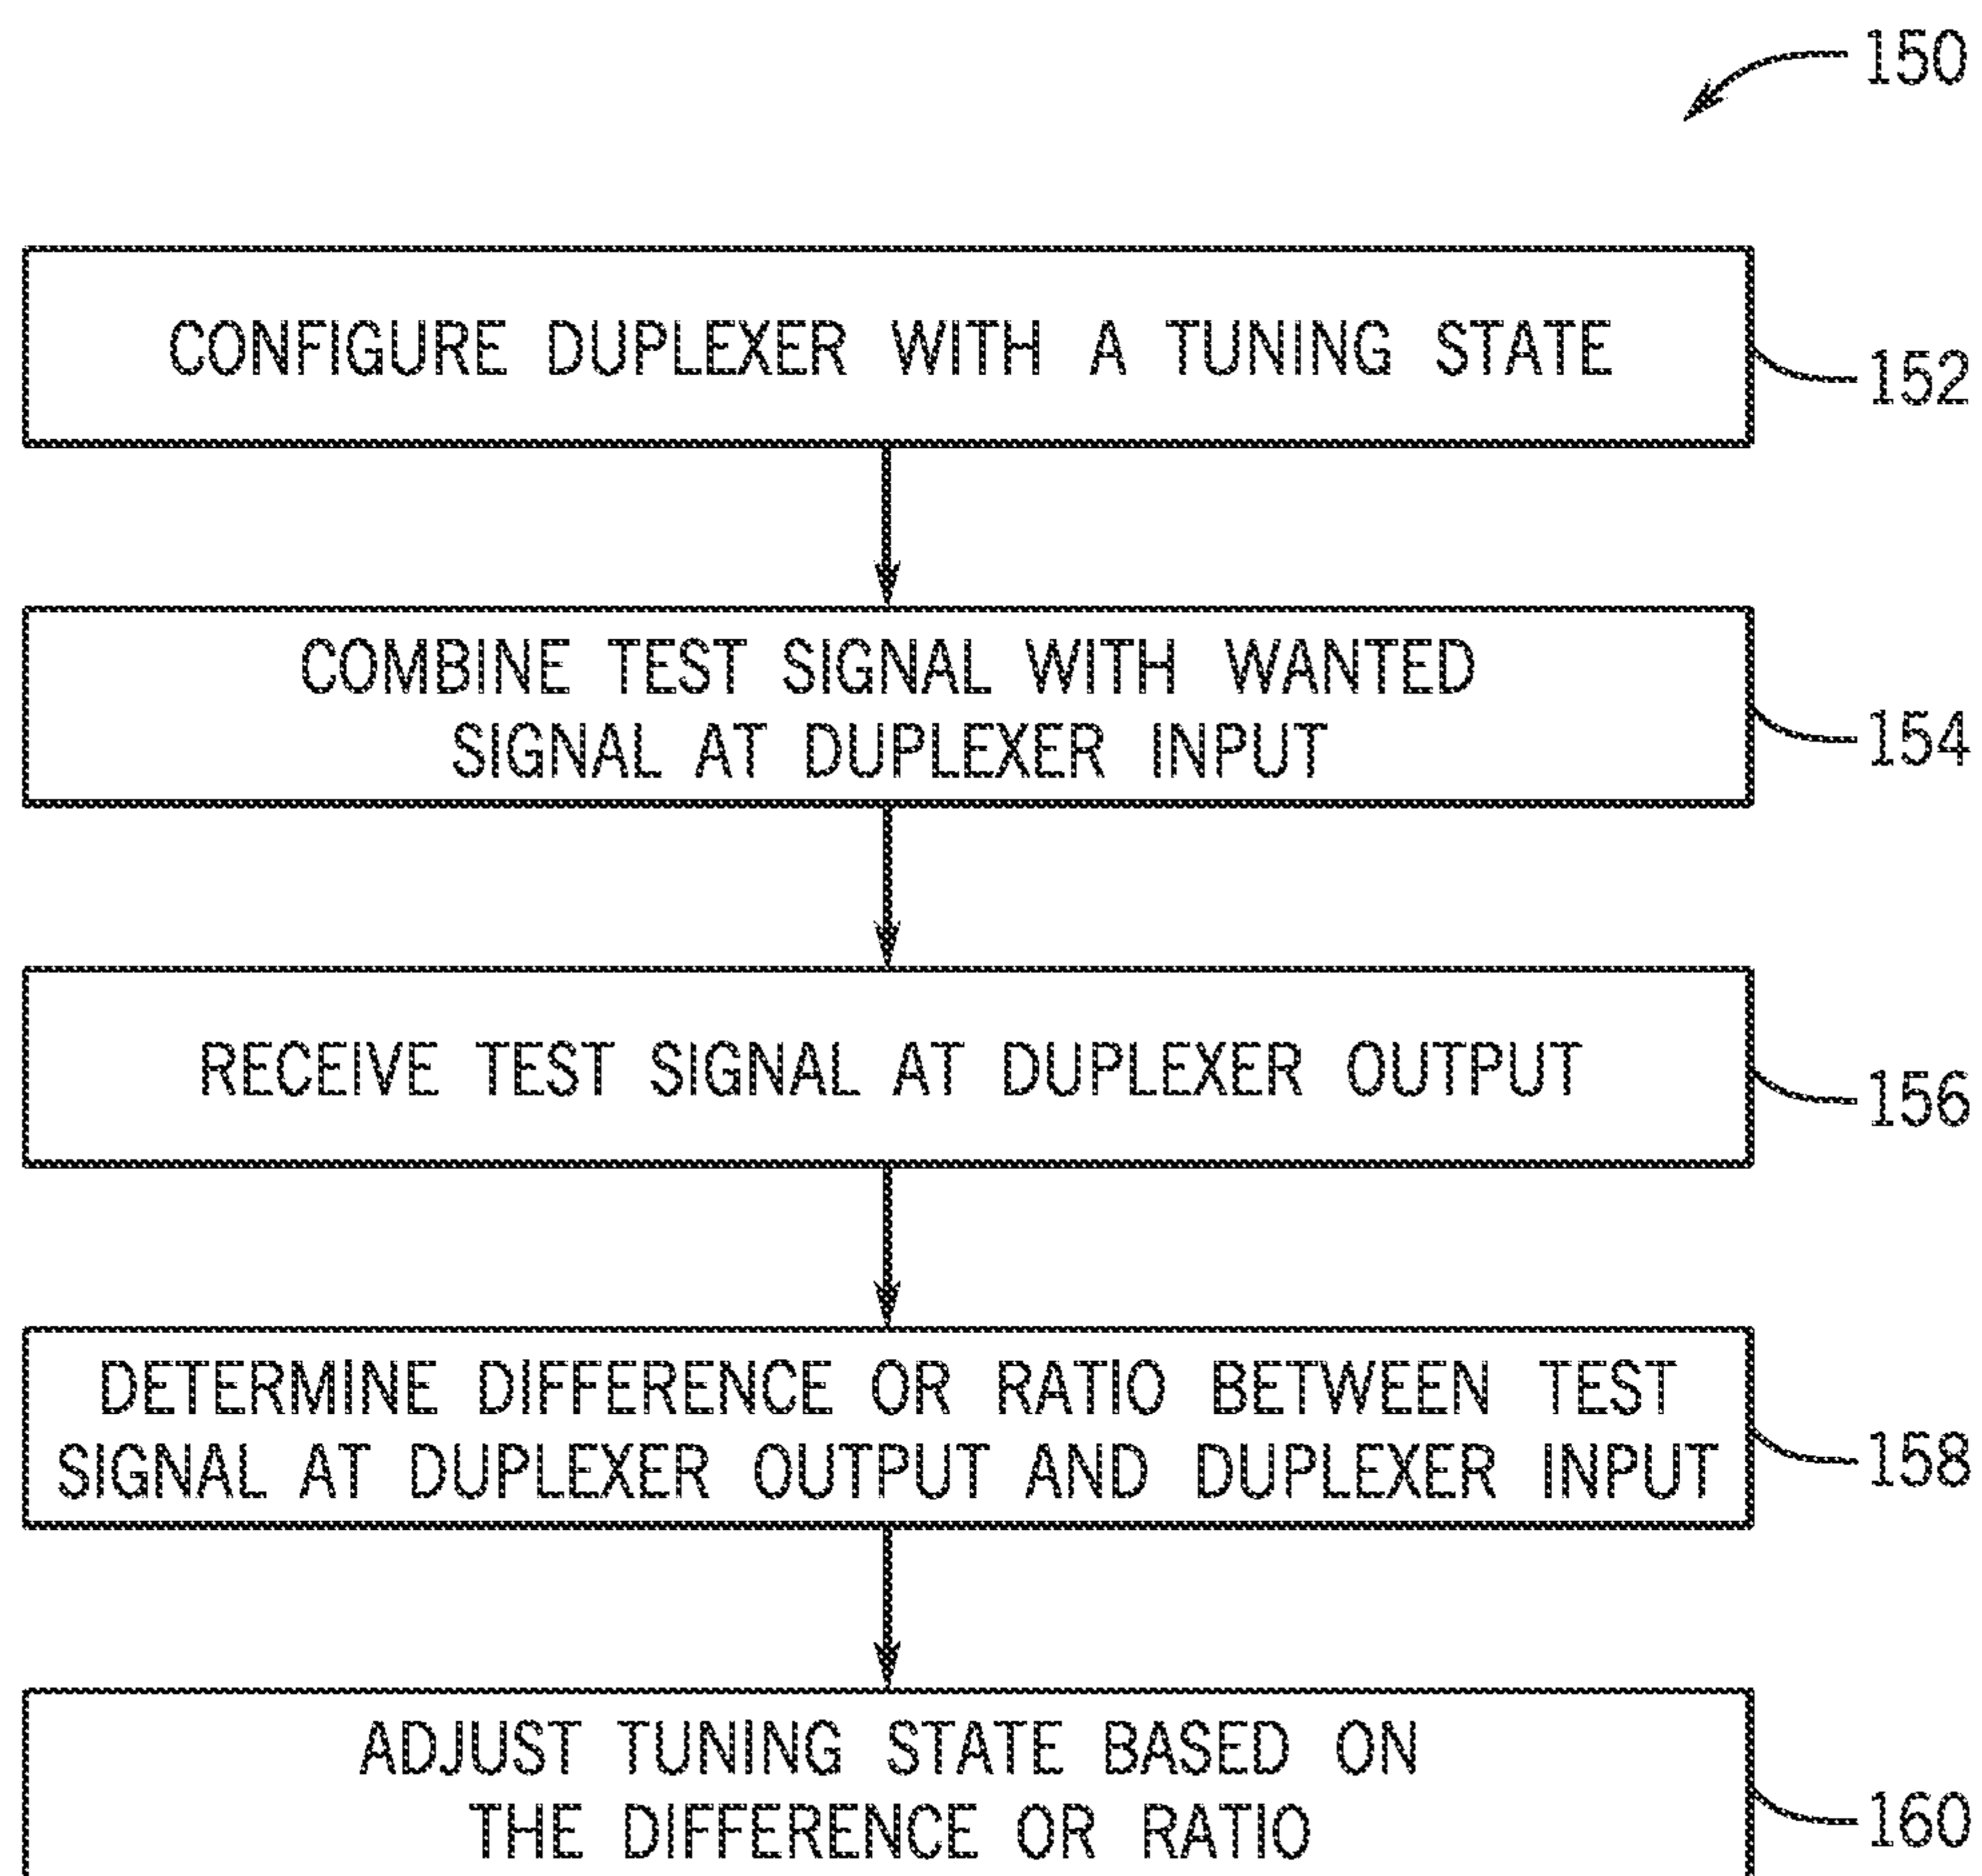 150
CONFIGURE DUPLEXER WITH A TUNING STATE
152
COMBINE TEST SIGNAL WITH WANTED
SIGNAL AT DUPLEXER INPUT
154
RECEIVE TEST SIGNAL AT DUPLEXER OUTPUT
156
DETERMINE DIFFERENCE OR RATIO BETWEEN TEST
SIGNAL AT DUPLEXER OUTPUT AND DUPLEXER INPUT
158
ADJUST TUNING STATE BASED ON
THE DIFFERENCE OR RATIO
160